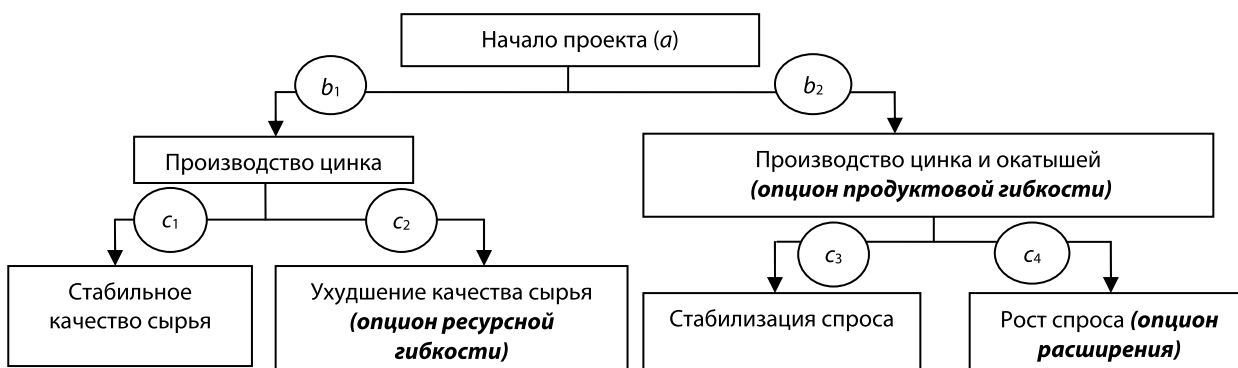 Начало проекта (a)
b1
b2
Производство цинка
Производство цинка и окатышей
(опцион продуктовой гибкости)
c1
c2
c3
c4
Стабильное
качество сырья
Ухудшение качества сырья
(опцион ресурсной
гибкости)
Стабилизация спроса
Рост спроса (опцион
расширения)